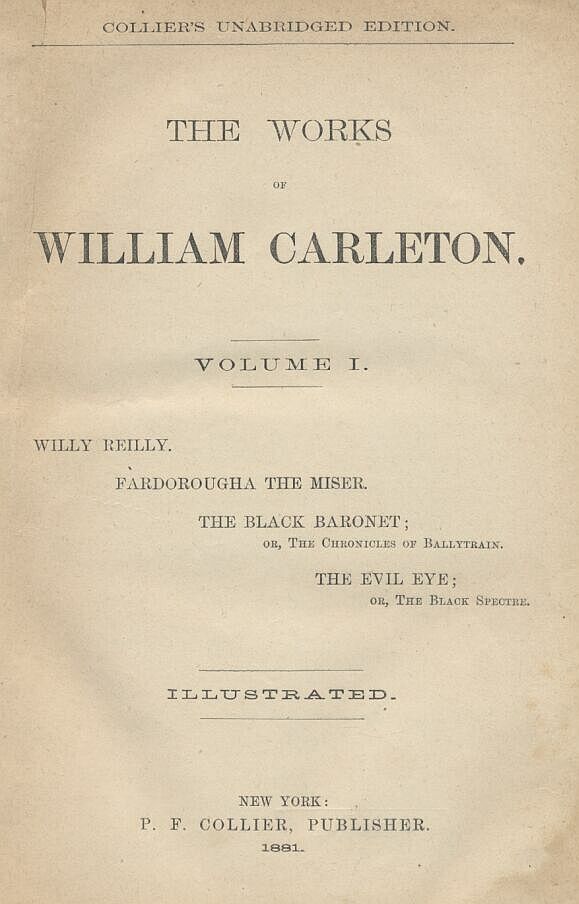 COLLIER'S UNABRIDGED EDITION.
THE WORKS
OF
WILLIAM CARLETON.
VOLUME I.
WILLY REILLY.
FARDOROUGHA THE MISER.
THE BLACK BARONET;
OR, THE CHRONICLES OF BALLYTRAIN.
THE EVIL EYE;
OR, THE BLACK SPECTRE.
ILLUSTRATED.
NEW YORK:
P. F. COLLIER, PUBLISHER.
1881.